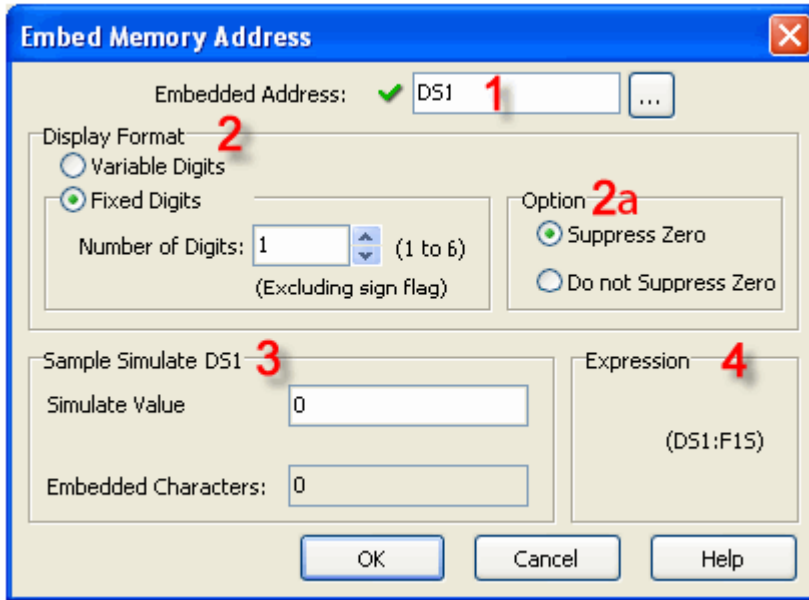 Embed Memory Address
Embedded Address: DS1 1 ...
Display Format 2
Variable Digits
Fixed Digits
Number of Digits: 1 (1 to 6)
(Excluding sign flag)
Option 2a
Suppress Zero
Do not Suppress Zero
Sample Simulate DS1 3
Simulate Value 0
Embedded Characters: 0
Expression 4
(DS1:F1S)
OK Cancel Help